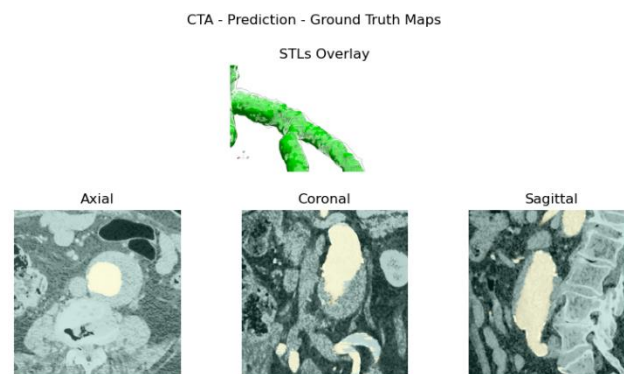 CTA - Prediction - Ground Truth Maps
STLs Overlay
Axial
Coronal
Sagittal